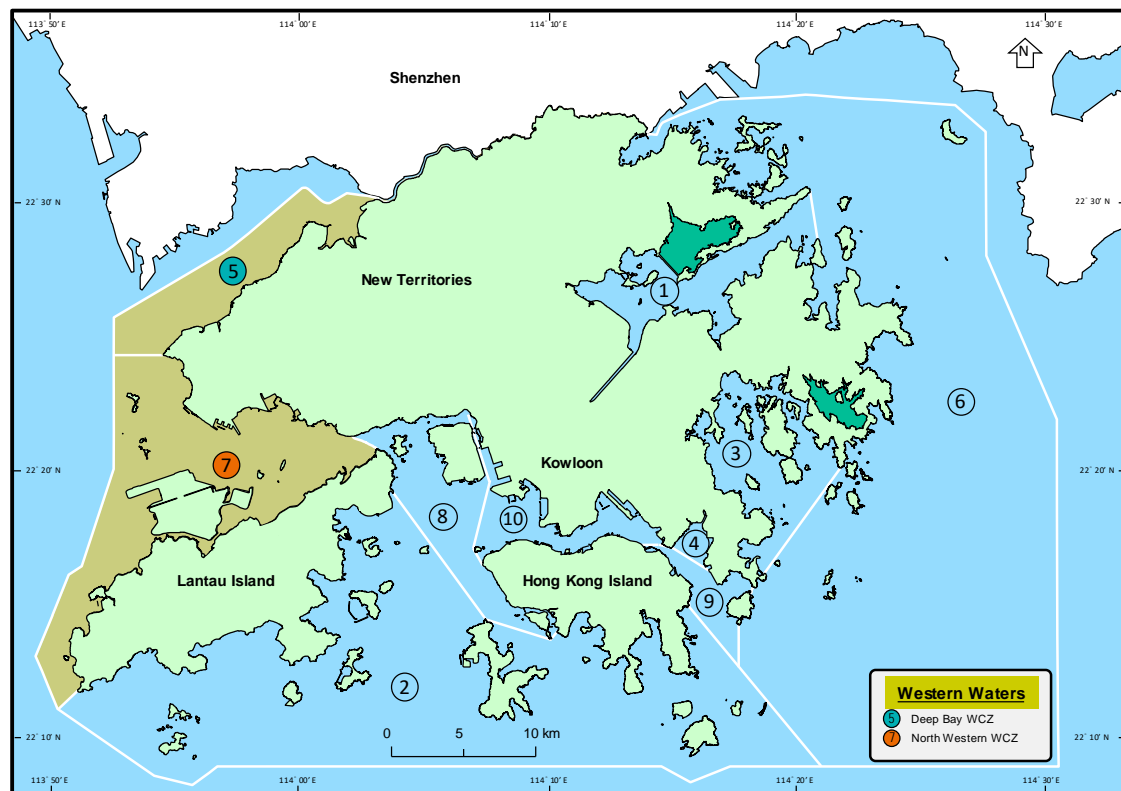 113° 50' E
114° 00' E
114° 10' E
114° 20' E
114° 30' E
N
Shenzhen
22° 30' N
22° 30' N
5
New Territories
1
6
3
22° 20' N
7
Kowloon
22° 20' N
8
10
4
Lantau Island
Hong Kong Island
9
2
Western Waters
5 Deep Bay WCZ
7 North Western WCZ
22° 10' N
0 5 10 km
22° 10' N
113° 50' E
114° 00' E
114° 10' E
114° 20' E
114° 30' E